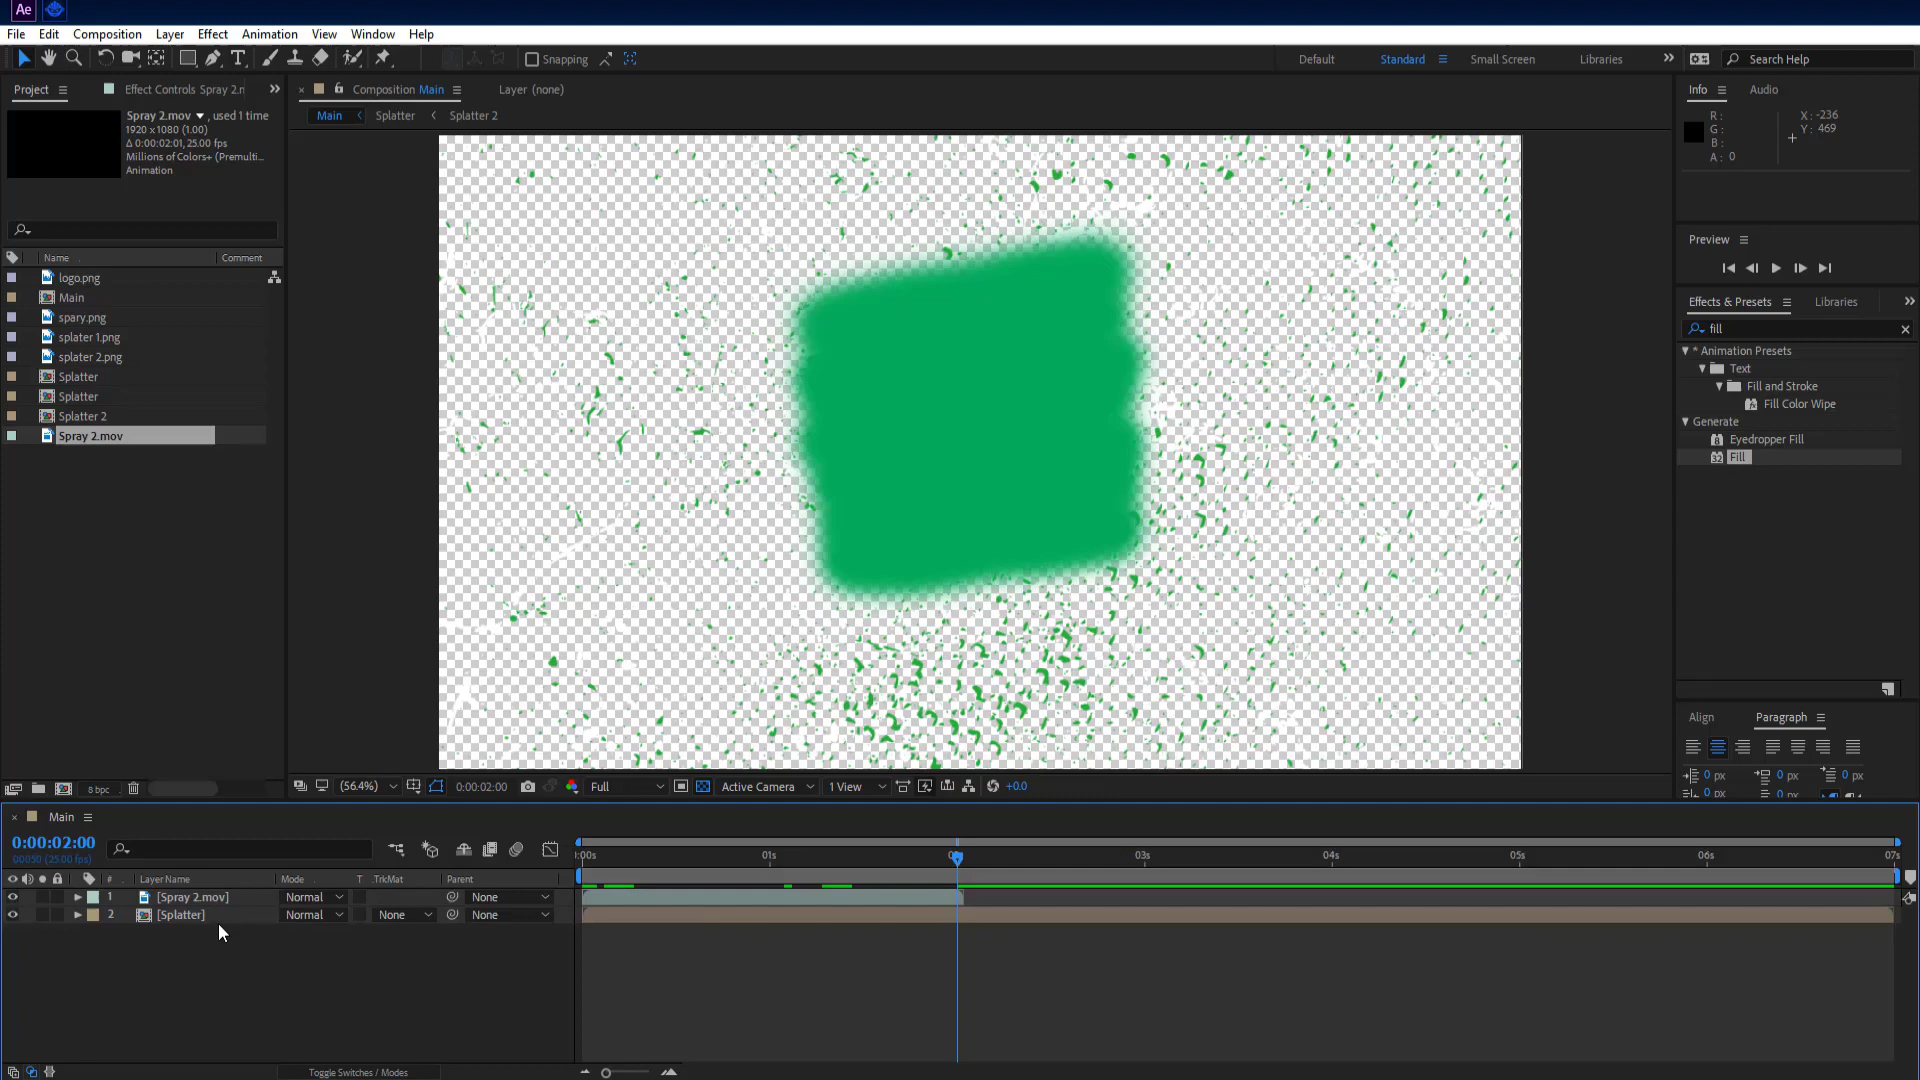 Ae
File Edit Composition Layer Effect Animation View Window Help
Snapping Default Standard Small Screen Libraries Search Help
Project Effect Controls Spray 2.n
Composition Main Layer (none)
Info Audio
Spray 2.mov , used 1 time
1920 x 1080 (1.00)
Δ 0:00:02:01, 25.00 fps
Millions of Colors+ (Premulti...
Animation
Main Splatter Splatter 2
R :
G :
B :
A : 0
X : -236
Y : 469
Preview
Name Comment
logo.png
Main
spary.png
splater 1.png
splater 2.png
Splatter
Splatter
Splatter 2
Spray 2.mov
Effects & Presets Libraries
fill
* Animation Presets
Text
Fill and Stroke
Fill Color Wipe
Generate
Eyedropper Fill
32 Fill
Align Paragraph
0 px 0 px 0 px
0 px 0 px
8 bpc
(56.4%) 0:00:02:00 Full Active Camera 1 View +0.0
Main
0:00:02:00
00050 (25.00 fps)
:00s 01s 03s 04s 05s 06s 07s
# Layer Name Mode T .TrkMat Parent
1 [Spray 2.mov] Normal None
2 [Splatter] Normal None None
Toggle Switches / Modes